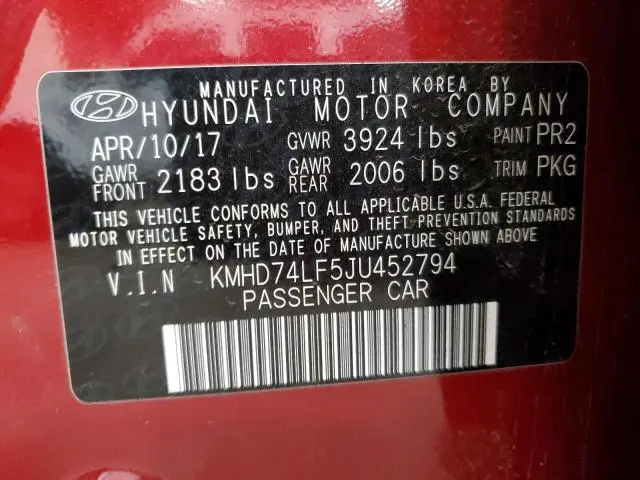 MANUFACTURED IN KOREA BY
HYUNDAI MOTOR COMPANY
APR/10/17 GVWR 3924 lbs PAINT PR2
GAWR FRONT 2183 lbs GAWR REAR 2006 lbs TRIM PKG
THIS VEHICLE CONFORMS TO ALL APPLICABLE U.S.A. FEDERAL
MOTOR VEHICLE SAFETY, BUMPER, AND THEFT PREVENTION STANDARDS
IN EFFECT ON THE DATE OF MANUFACTURE SHOWN ABOVE
V.I.N KMHD74LF5JU452794
PASSENGER CAR